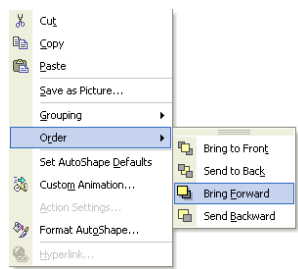 Cut
Copy
Paste
Save as Picture...
Grouping
Order
Set AutoShape Defaults
Custom Animation...
Action Settings...
Format AutoShape...
Hyperlink...
Bring to Front
Send to Back
Bring Forward
Send Backward